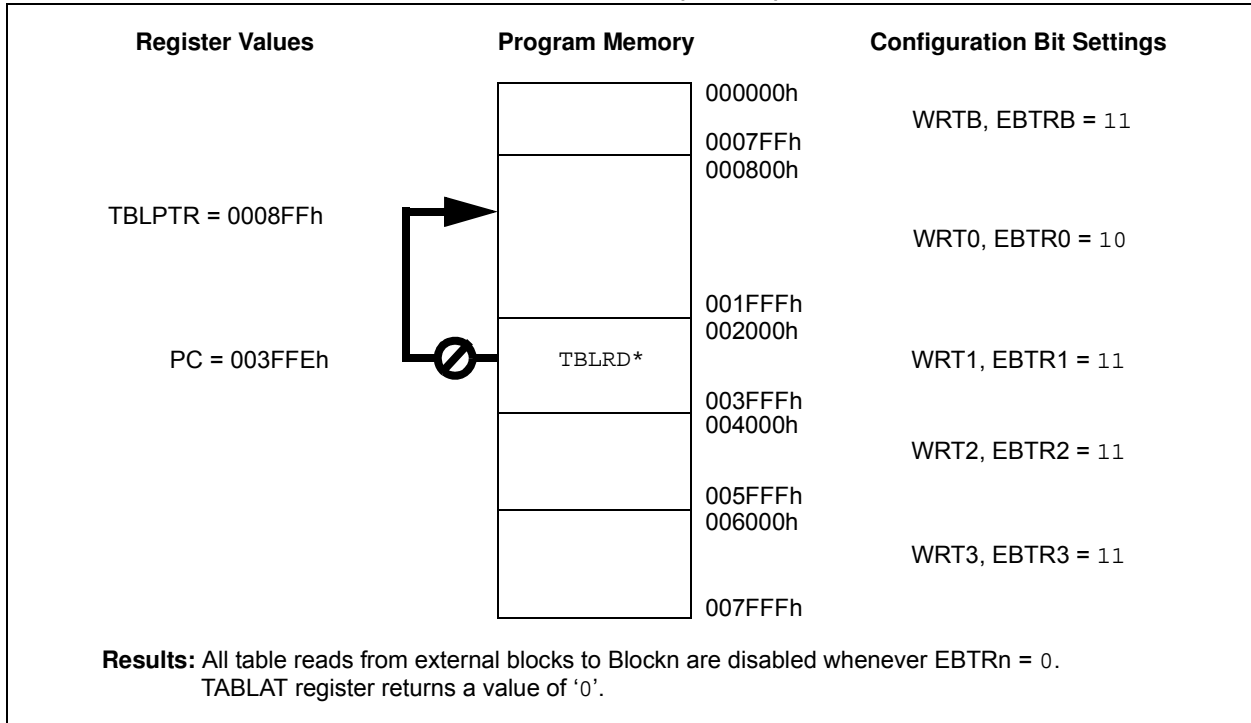 Register Values Program Memory Configuration Bit Settings
000000h
WRTB, EBTRB = 11
0007FFh
000800h
TBLPTR = 0008FFh
WRT0, EBTR0 = 10
001FFFh
002000h
PC = 003FFEh TBLRD* WRT1, EBTR1 = 11
003FFFh
004000h
WRT2, EBTR2 = 11
005FFFh
006000h
WRT3, EBTR3 = 11
007FFFh
Results: All table reads from external blocks to Blockn are disabled whenever EBTRn = 0.
TABLAT register returns a value of ‘0’.